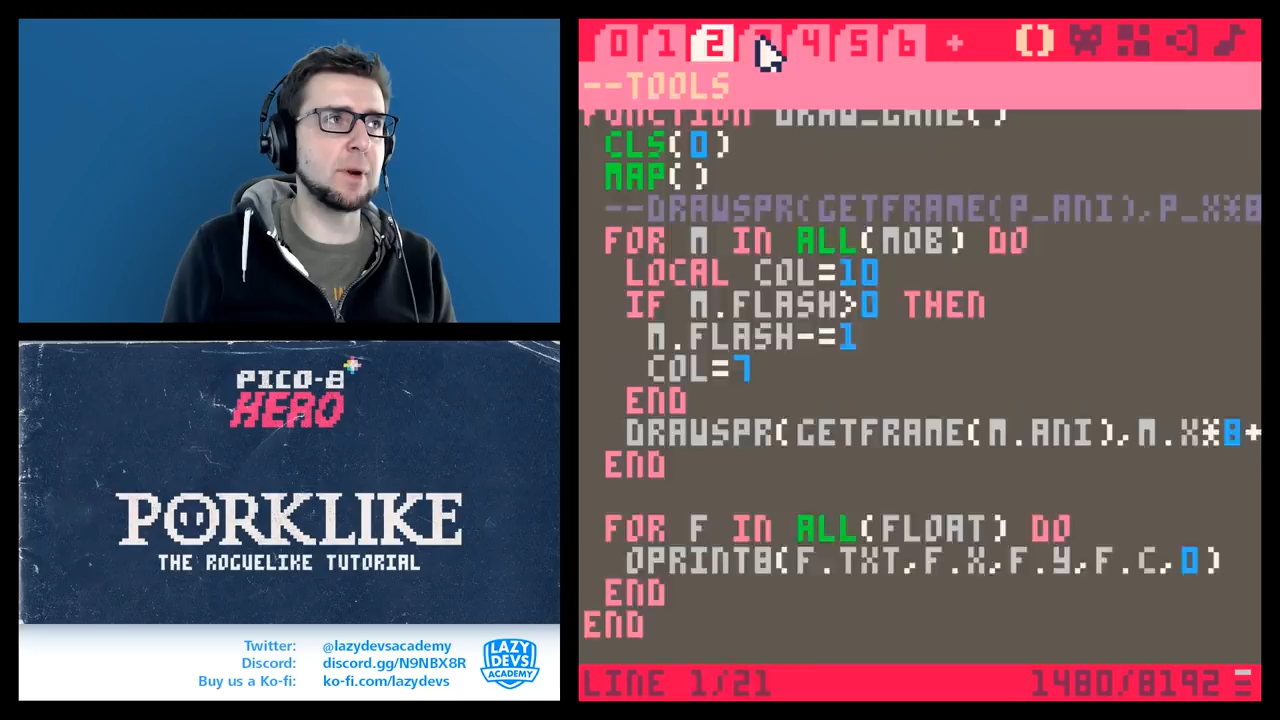 0 1 2 4 5 6 +
--TOOLS
FUNCTION DRAW_GAME()
CLS(0)
MAP()
--DRAWSPR(GETFRAME(P_ANI),P_X*8
FOR M IN ALL(MOB) DO
LOCAL COL=10
IF M.FLASH>0 THEN
M.FLASH-=1
COL=7
END
DRAWSPR(GETFRAME(M.ANI),M.X*8+
END
FOR F IN ALL(FLOAT) DO
OPRINT8(F.TXT,F.X,F.Y,F.C,0)
END
END
LINE 1/21
1480/8192
PICO-8
HERO
PORKLIKE
THE ROGUELIKE TUTORIAL
Twitter: @lazydevsacademy
Discord: discord.gg/N9NBX8R
Buy us a Ko-fi: ko-fi.com/lazydevs
LAZY
DEVS
ACADEMY